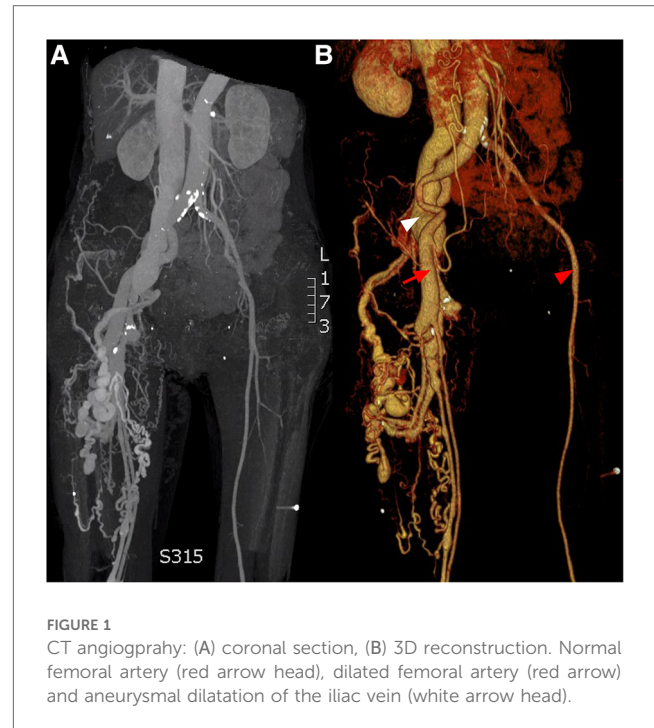 A
B
L
1
7
3
S315
FIGURE 1
CT angiogprahy: (A) coronal section, (B) 3D reconstruction. Normal
femoral artery (red arrow head), dilated femoral artery (red arrow)
and aneurysmal dilatation of the iliac vein (white arrow head).